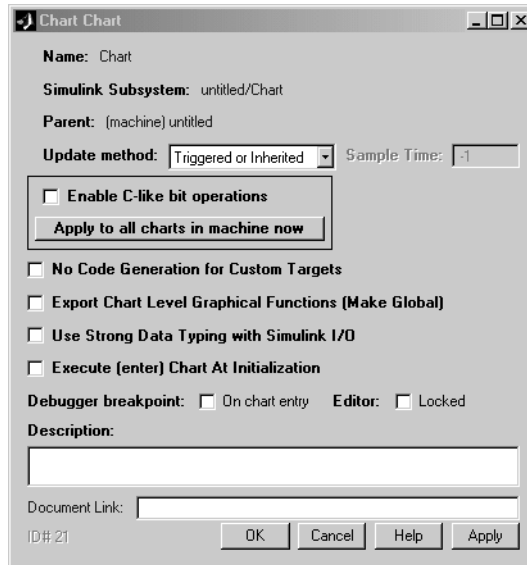 Chart Chart
Name: Chart
Simulink Subsystem: untitled/Chart
Parent: (machine) untitled
Update method: Triggered or Inherited Sample Time: -1
Enable C-like bit operations
Apply to all charts in machine now
No Code Generation for Custom Targets
Export Chart Level Graphical Functions (Make Global)
Use Strong Data Typing with Simulink I/O
Execute (enter) Chart At Initialization
Debugger breakpoint: On chart entry Editor: Locked
Description:
Document Link:
ID# 21 OK Cancel Help Apply